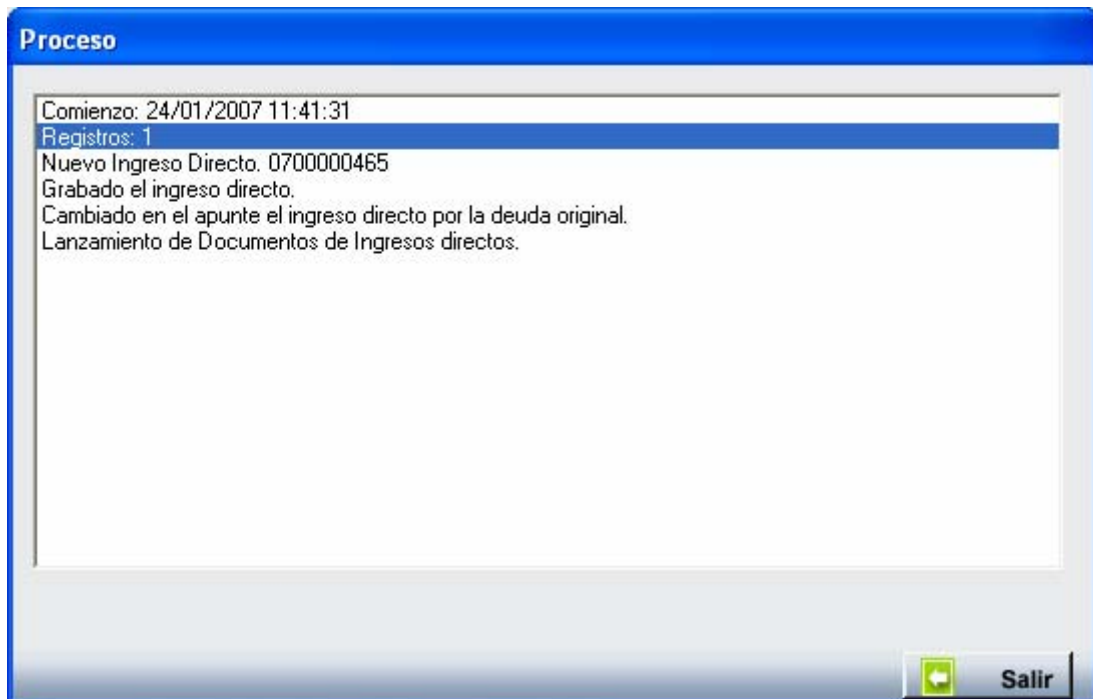 Proceso
Comienzo: 24/01/2007 11:41:31
Registros: 1
Nuevo Ingreso Directo. 0700000465
Grabado el ingreso directo.
Cambiado en el apunte el ingreso directo por la deuda original.
Lanzamiento de Documentos de Ingresos directos.
Salir